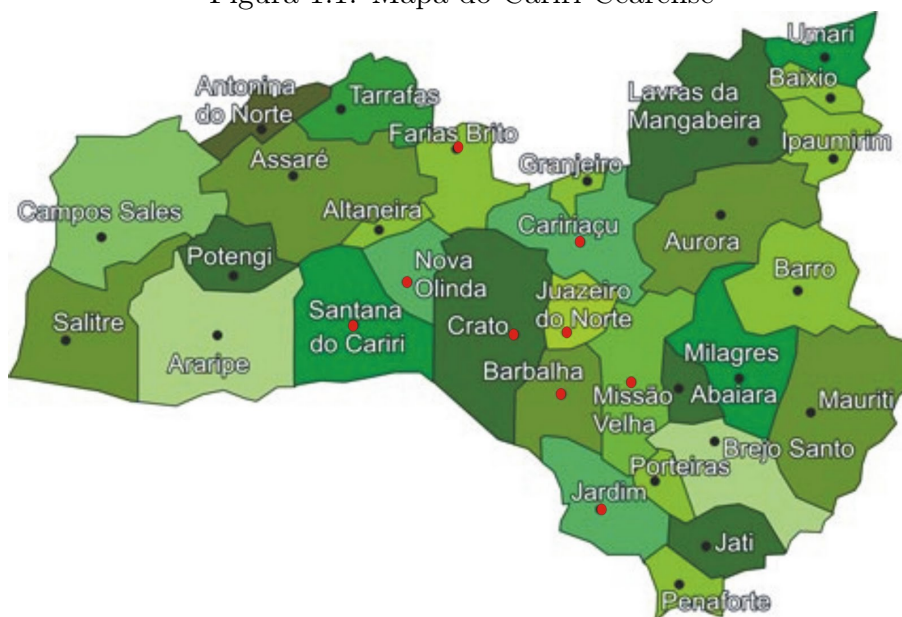 Figura 1.1: Mapa do Cariri Cearense
Umari
Antonina
do Norte
Tarrafas
Baixio
Lavras da
Mangabeira
Farias Brito
Ipaumirim
Assaré
Granjeiro
Campos Sales
Altaneira
Caririaçu
Aurora
Potengi
Nova
Olinda
Barro
Salitre
Santana
do Cariri
Crato
Juazeiro
do Norte
Araripe
Milagres
Barbalha
Missão
Velha
Abaiara
Mauriti
Brejo Santo
Porteiras
Jardim
Jati
Penaforte